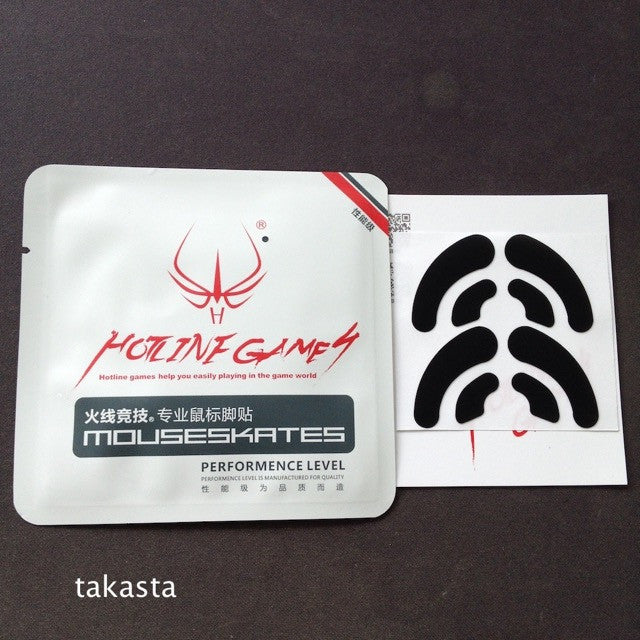 性能级
®
H
HOTLINE GAMES
Hotline games help you easily playing in the game world
火线竞技® 专业鼠标脚贴
MOUSESKATES
PERFORMENCE LEVEL
PERFORMENCE LEVEL IS MANUFACTURED FOR QUALITY
性能级为品质而造
takasta